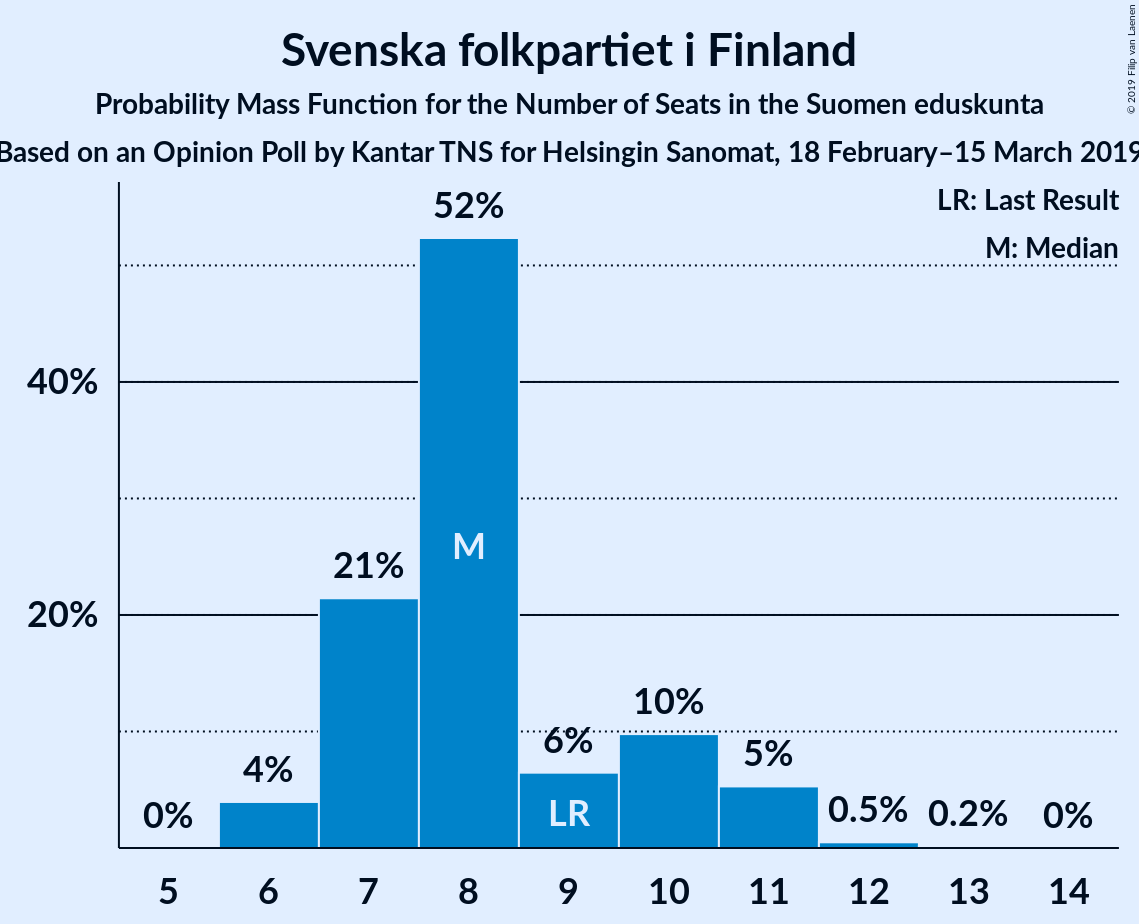 © 2019 Filip van Laenen
Svenska folkpartiet i Finland
Probability Mass Function for the Number of Seats in the Suomen eduskunta
Based on an Opinion Poll by Kantar TNS for Helsingin Sanomat, 18 February–15 March 2019
LR: Last Result
M: Median
52%
40%
M
21%
20%
10%
6%
5%
4%
0%
LR
0.5%
0.2%
0%
5 6 7 8 9 10 11 12 13 14